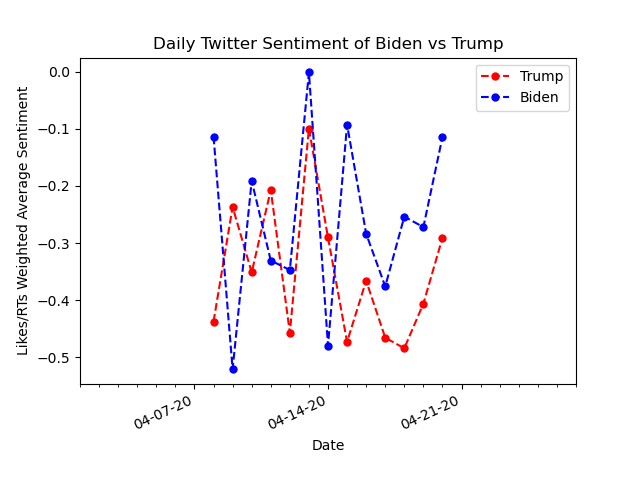 Daily Twitter Sentiment of Biden vs Trump
Trump
Biden
Likes/RTs Weighted Average Sentiment
0.0
−0.1
−0.2
−0.3
−0.4
−0.5
04-07-20
04-14-20
04-21-20
Date